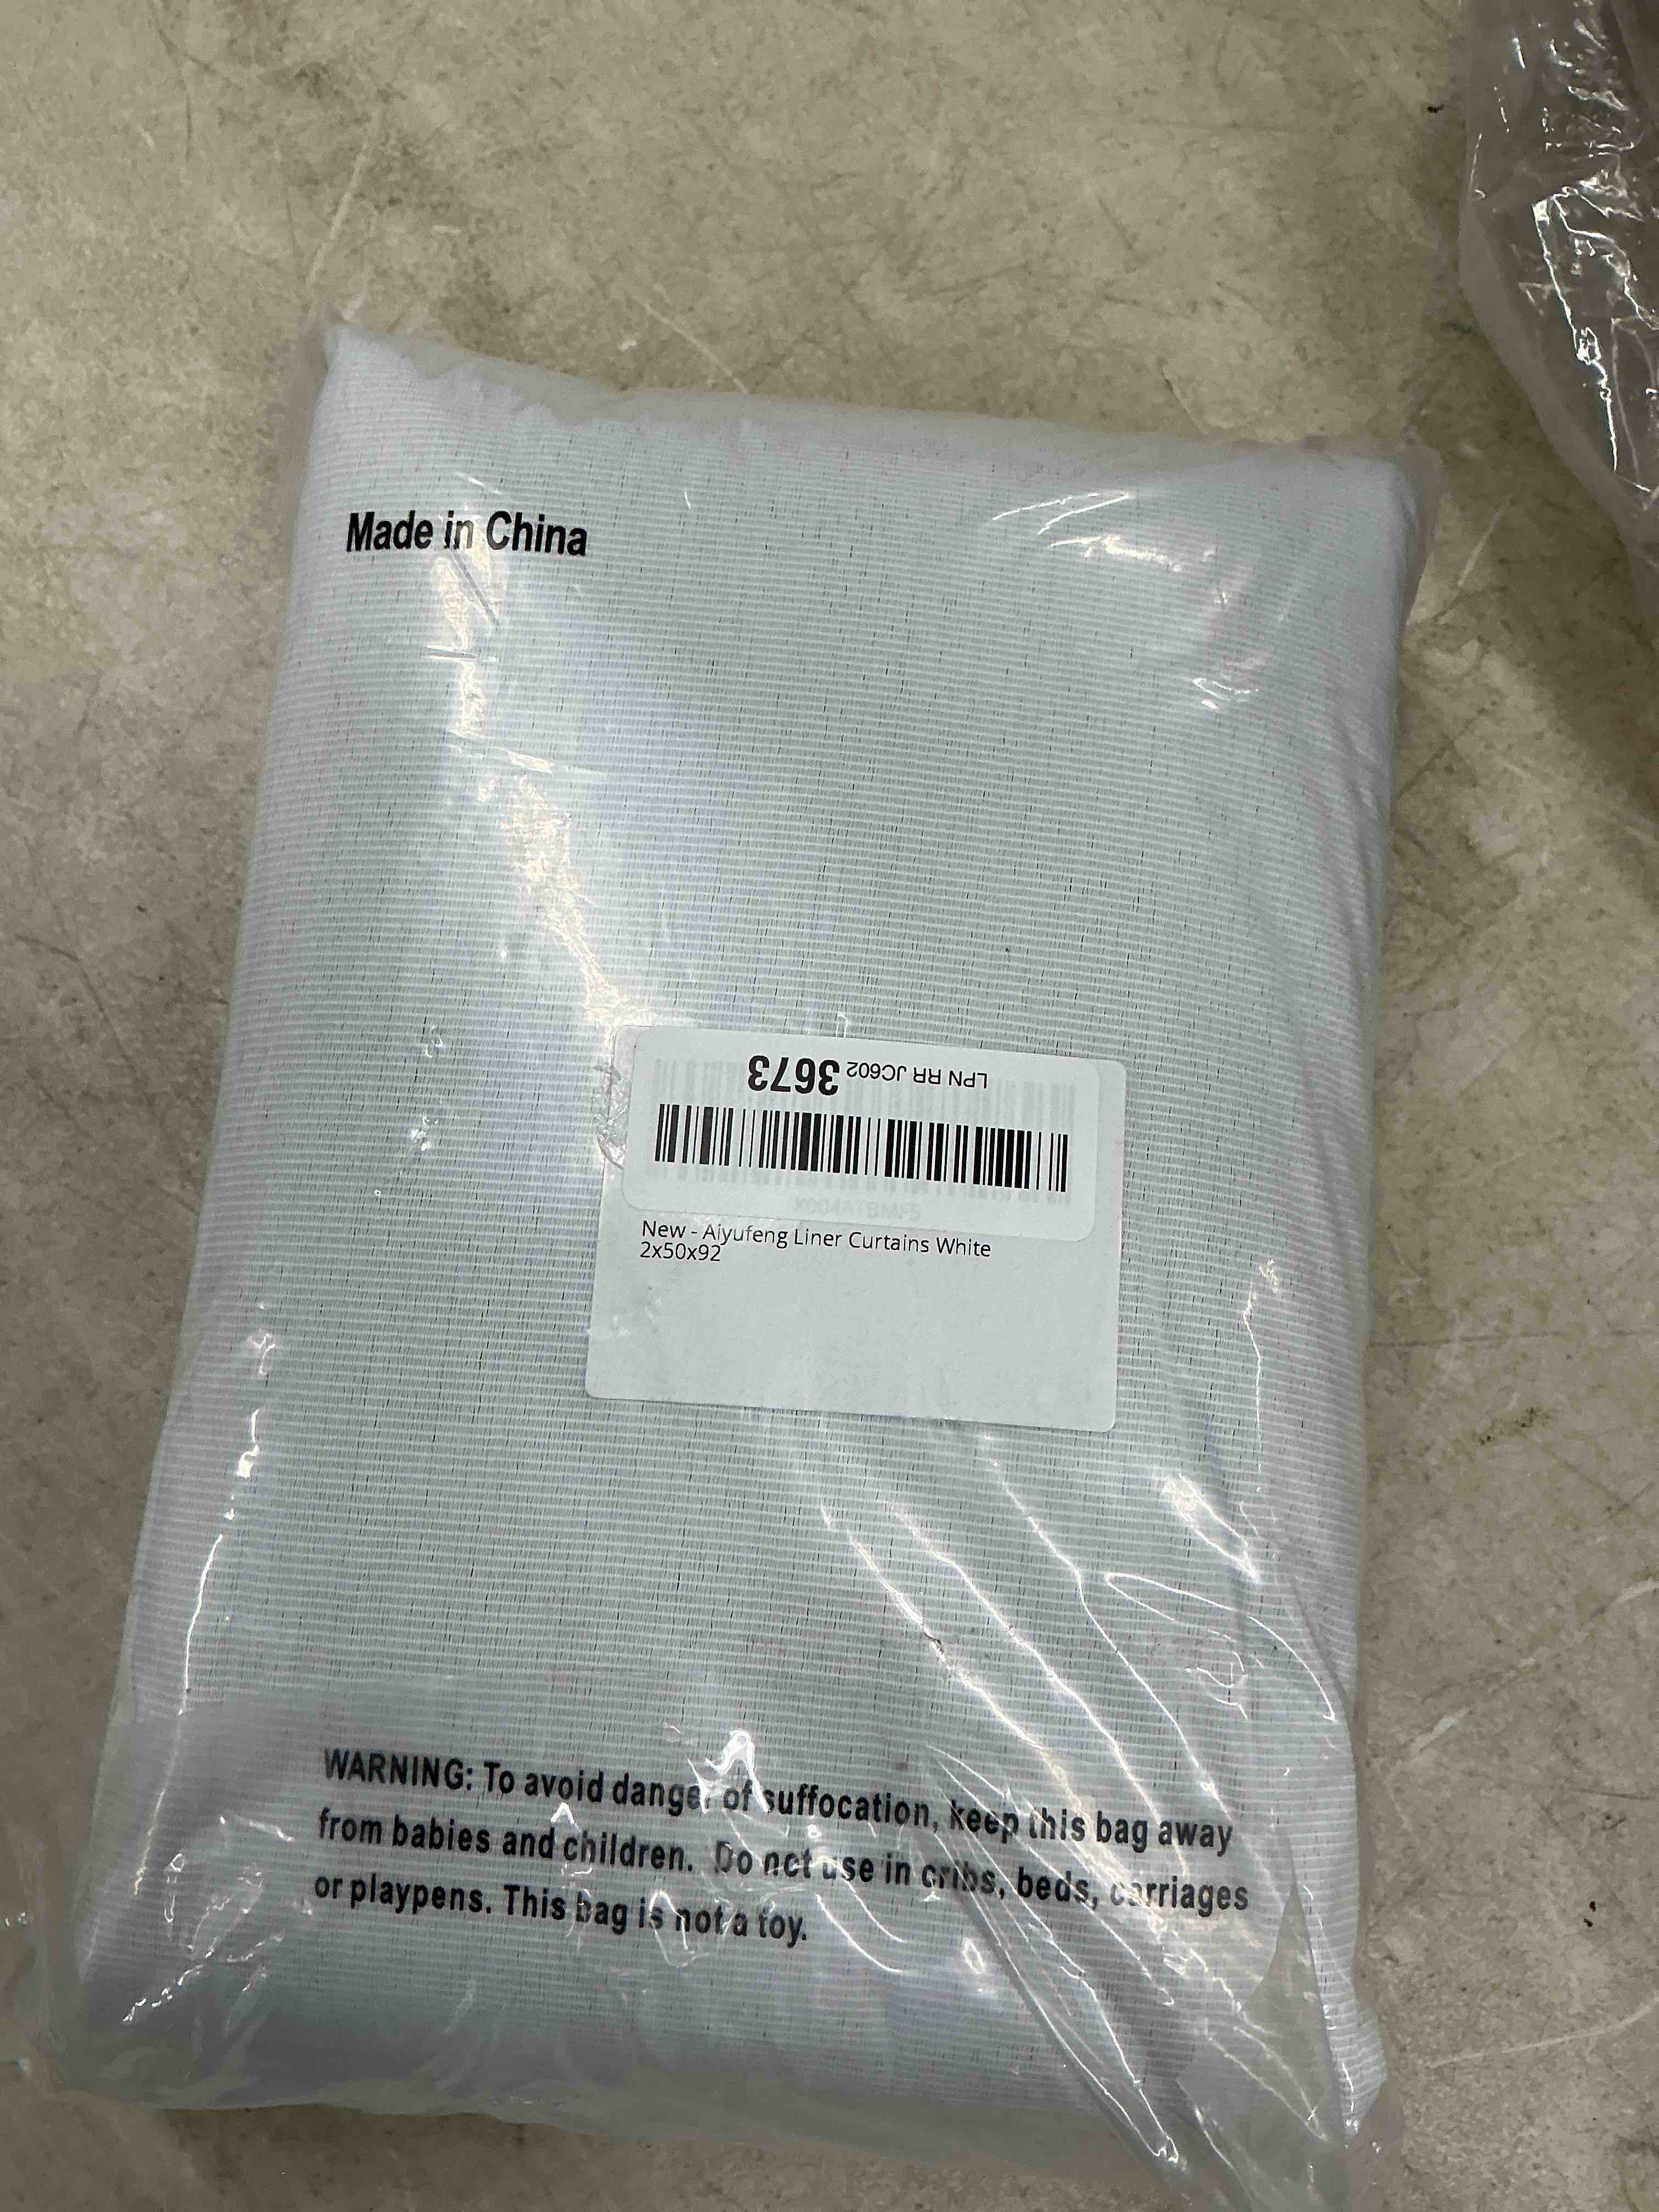 Made in China
LPN RR JC602 3673
New - Aiyufeng Liner Curtains White
2x50x92
WARNING: To avoid danger of suffocation, keep this bag away
from babies and children. Do not use in cribs, beds, carriages
or playpens. This bag is not a toy.